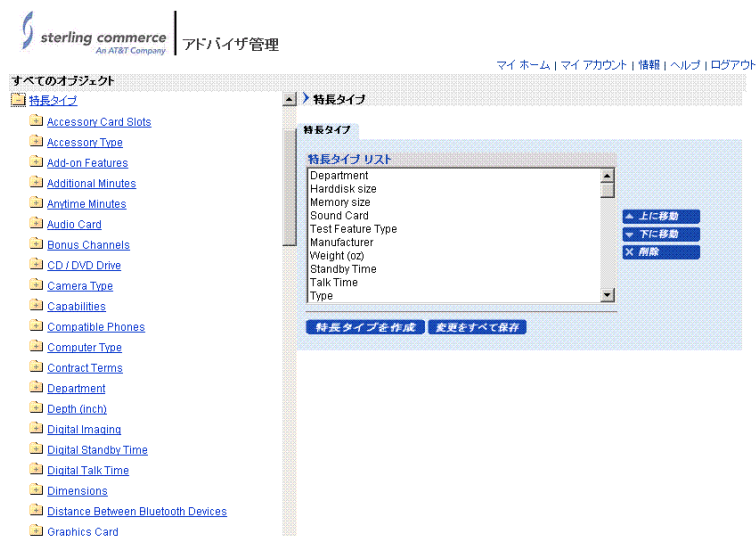 sterling commerce
An AT&T Company
アドバイザ管理
マイ ホーム | マイ アカウント | 情報 | ヘルプ | ログアウト
すべてのオブジェクト
特長タイプ
Accessory Card Slots
Accessory Type
Add-on Features
Additional Minutes
Anytime Minutes
Audio Card
Bonus Channels
CD / DVD Drive
Camera Type
Capabilities
Compatible Phones
Computer Type
Contract Terms
Department
Depth (inch)
Digital Imaging
Digital Standby Time
Digital Talk Time
Dimensions
Distance Between Bluetooth Devices
Graphics Card
特長タイプ
特長タイプ
特長タイプ リスト
Department
Harddisk size
Memory size
Sound Card
Test Feature Type
Manufacturer
Weight (oz)
Standby Time
Talk Time
Type
上に移動
下に移動
削除
特長タイプを作成
変更をすべて保存